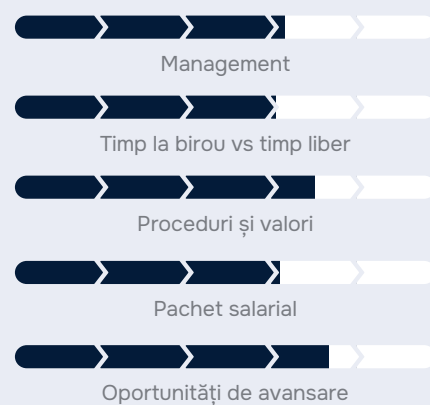 Management
Timp la birou vs timp liber
Proceduri și valori
Pachet salarial
Oportunități de avansare